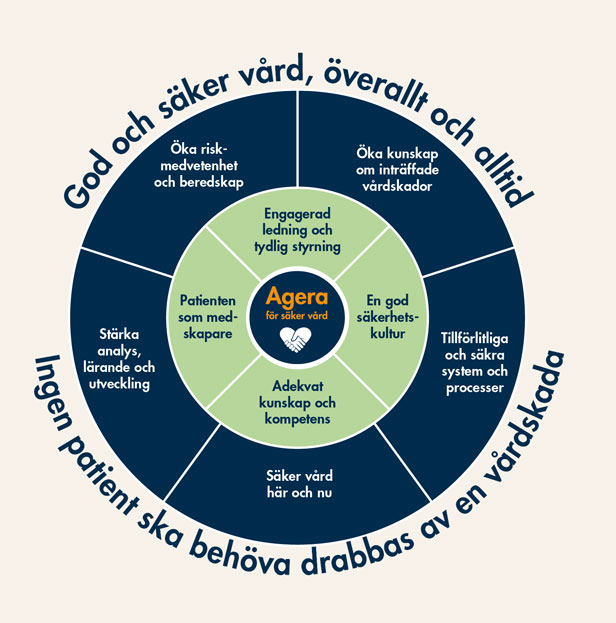 God och säker vård, överallt och alltid
Öka risk-
medvetenhet
och beredskap
Öka kunskap
om inträffade
vårdskador
Engagerad
ledning och
tydlig styrning
Patienten
som med-
skapare
Agera
för säker vård
En god
säkerhets-
kultur
Stärka
analys,
lärande och
utveckling
Tillförlitliga
och säkra
system och
processer
Adekvat
kunskap och
kompetens
Säker vård
här och nu
Ingen patient ska behöva drabbas av en vårdskada